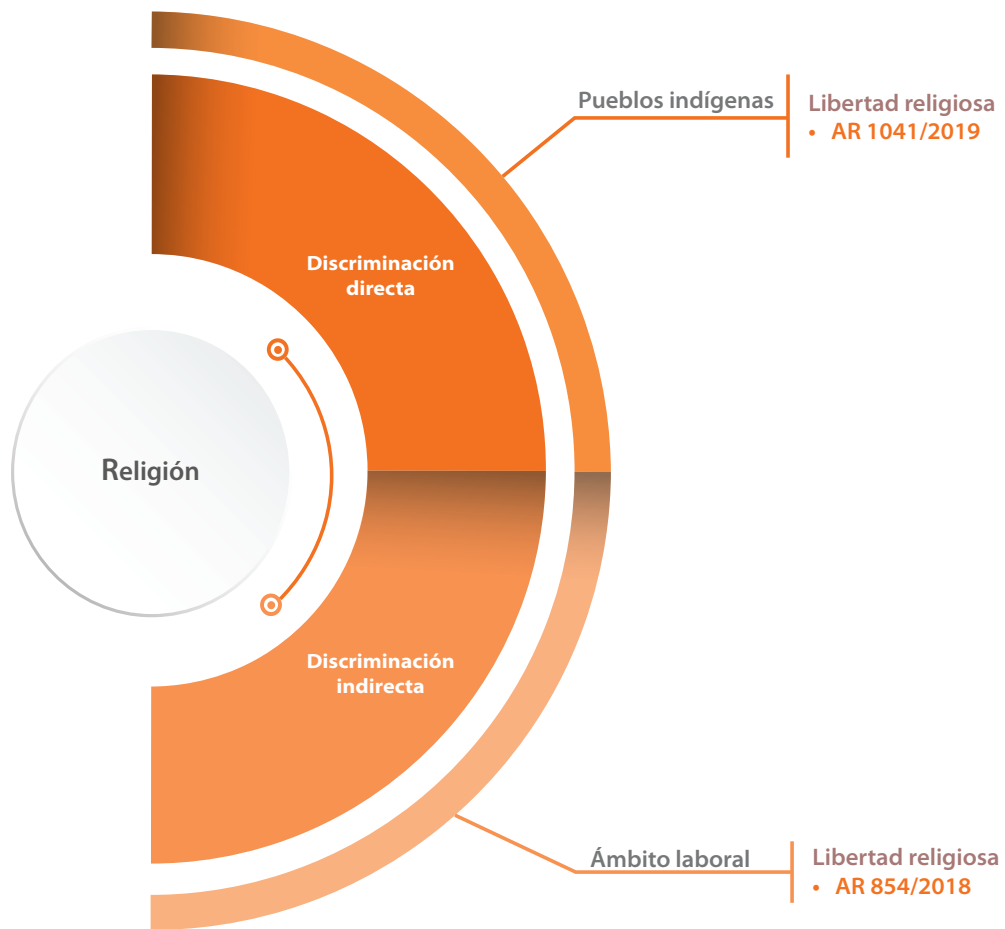 Pueblos indígenas
Libertad religiosa
• AR 1041/2019
Discriminación
directa
Religión
Discriminación
indirecta
Ámbito laboral
Libertad religiosa
• AR 854/2018